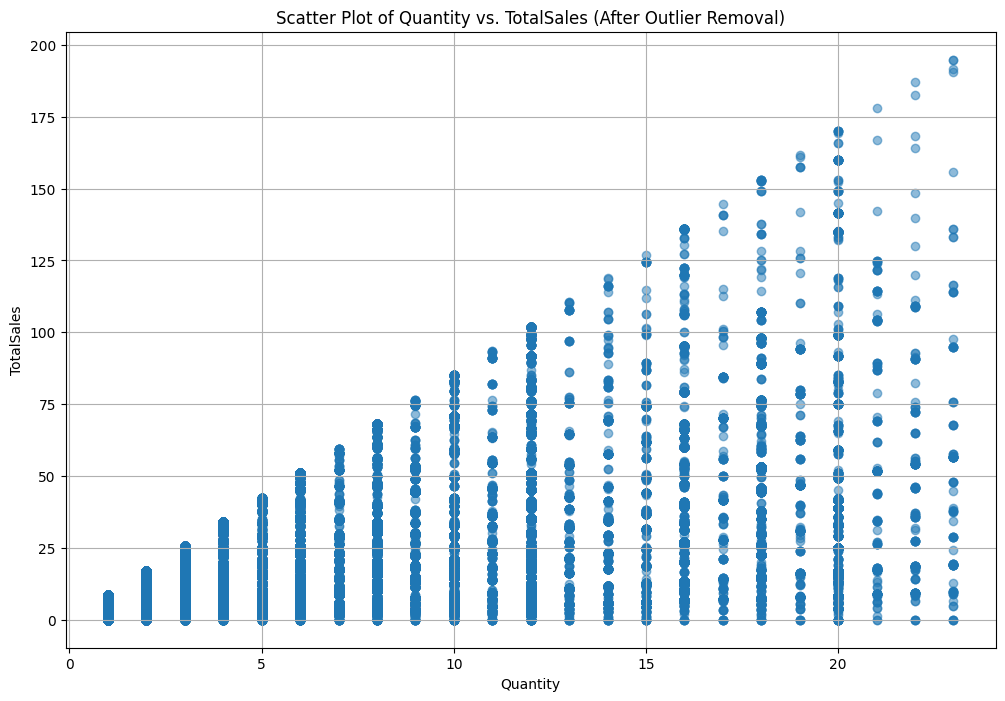 Scatter Plot of Quantity vs. TotalSales (After Outlier Removal)
200
175
150
125
100
75
50
25
0
TotalSales
0 5 10 15 20
Quantity